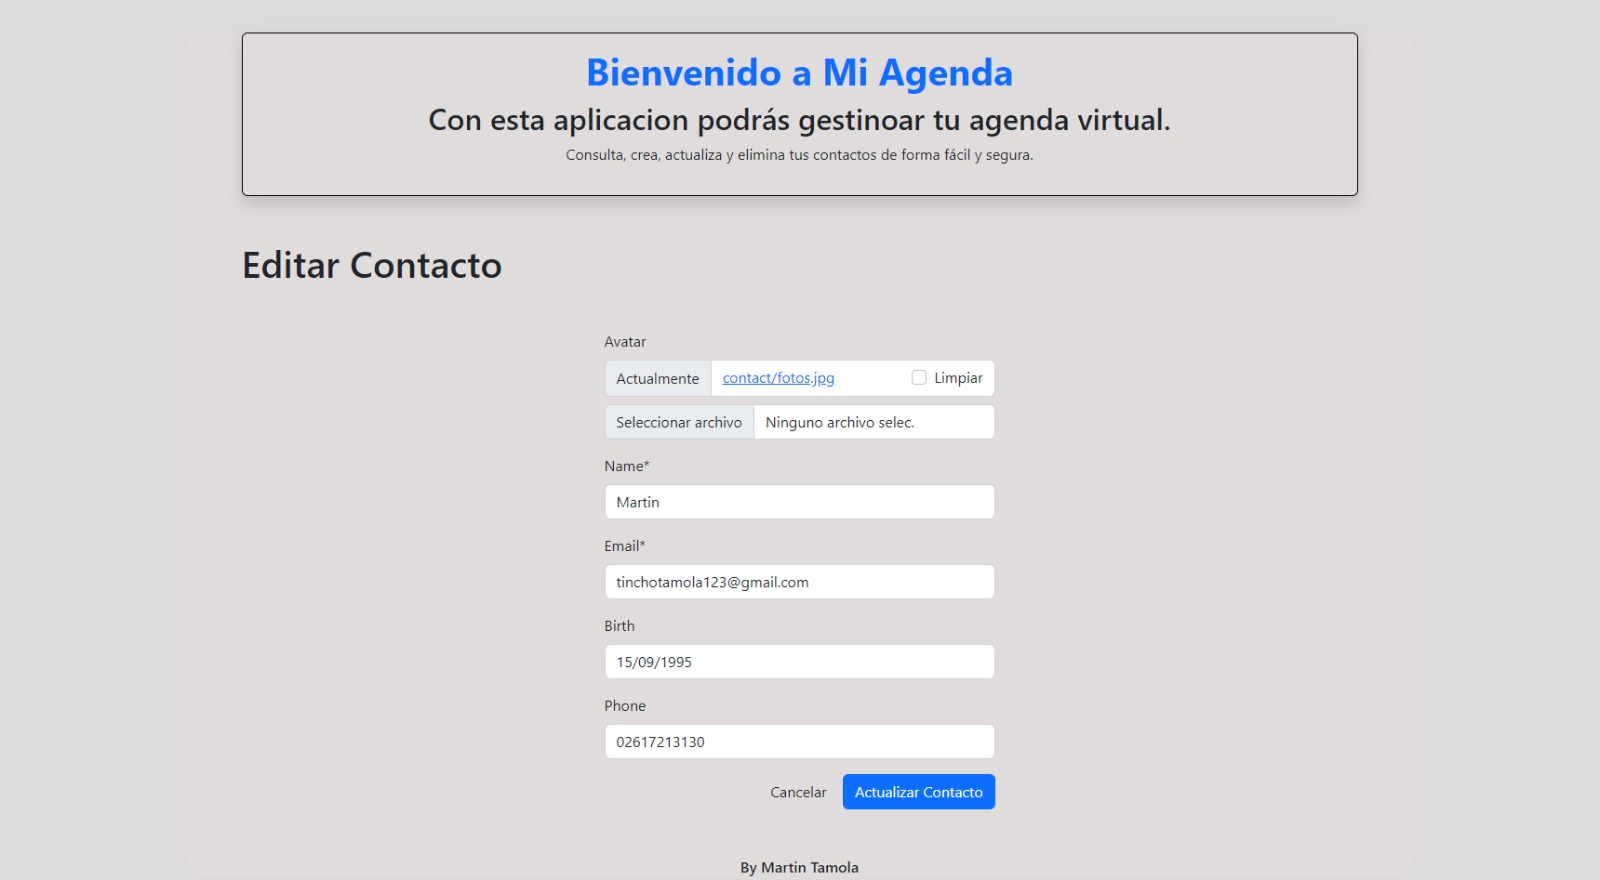 Bienvenido a Mi Agenda
Con esta aplicacion podrás gestinoar tu agenda virtual.
Consulta, crea, actualiza y elimina tus contactos de forma fácil y segura.
Editar Contacto
Avatar
Actualmente contact/fotos.jpg Limpiar
Seleccionar archivo Ninguno archivo selec.
Name*
Martin
Email*
tinchotamola123@gmail.com
Birth
15/09/1995
Phone
02617213130
Cancelar Actualizar Contacto
By Martin Tamola